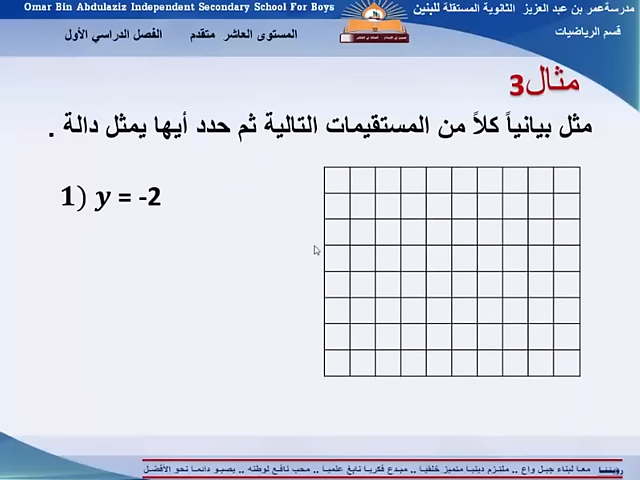 Omar Bin Abdulaziz Independent Secondary School For Boys
مدرسةعمر بن عبد العزيز الثانوية المستقلة للبنين
قسم الرياضيات
المستوى العاشر متقدم
الفصل الدراسي الأول
مثال3
مثل بيانياً كلاً من المستقيمات التالية ثم حدد أيها يمثل دالة .
1) y = -2
معا لبناء جيل واع .. ملتزم دينيا متميز خلقيا .. مبدع فكريا نابغ علميا .. محب نافع لوطنه .. يصبو دائما نحو الأفضل